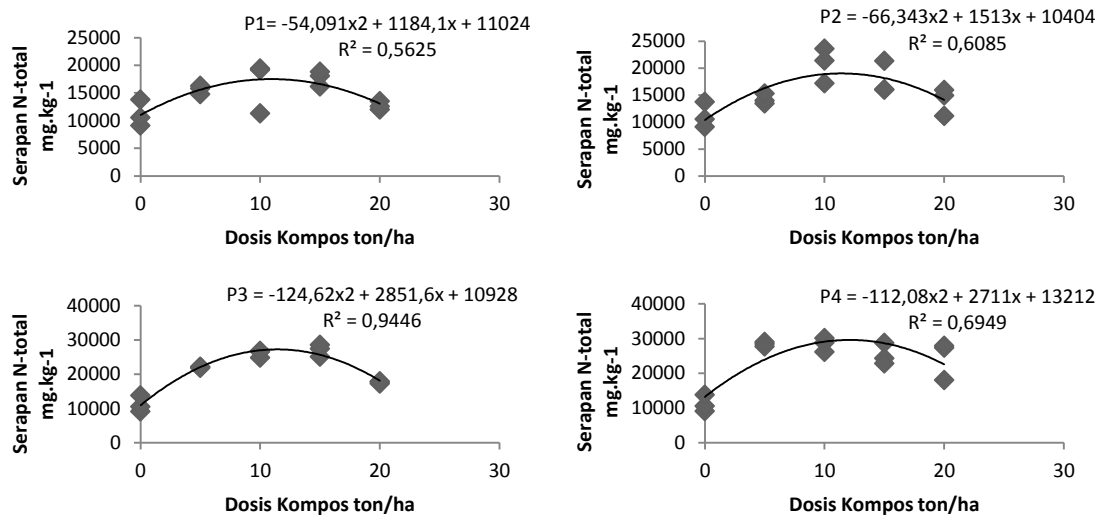 P1= -54,091x2 + 1184,1x + 11024
R² = 0,5625
Serapan N-total
mg.kg-1
25000
20000
15000
10000
5000
0
0 10 20 30
Dosis Kompos ton/ha
P2 = -66,343x2 + 1513x + 10404
R² = 0,6085
Serapan N-total
mg.kg-1
25000
20000
15000
10000
5000
0
0 10 20 30
Dosis Kompos ton/ha
P3 = -124,62x2 + 2851,6x + 10928
R² = 0,9446
Serapan N-total
mg.kg-1
40000
30000
20000
10000
0
0 10 20 30
Dosis Kompos ton/ha
P4 = -112,08x2 + 2711x + 13212
R² = 0,6949
Serapan N-total
mg.kg-1
40000
30000
20000
10000
0
0 10 20 30
Dosis Kompos ton/ha